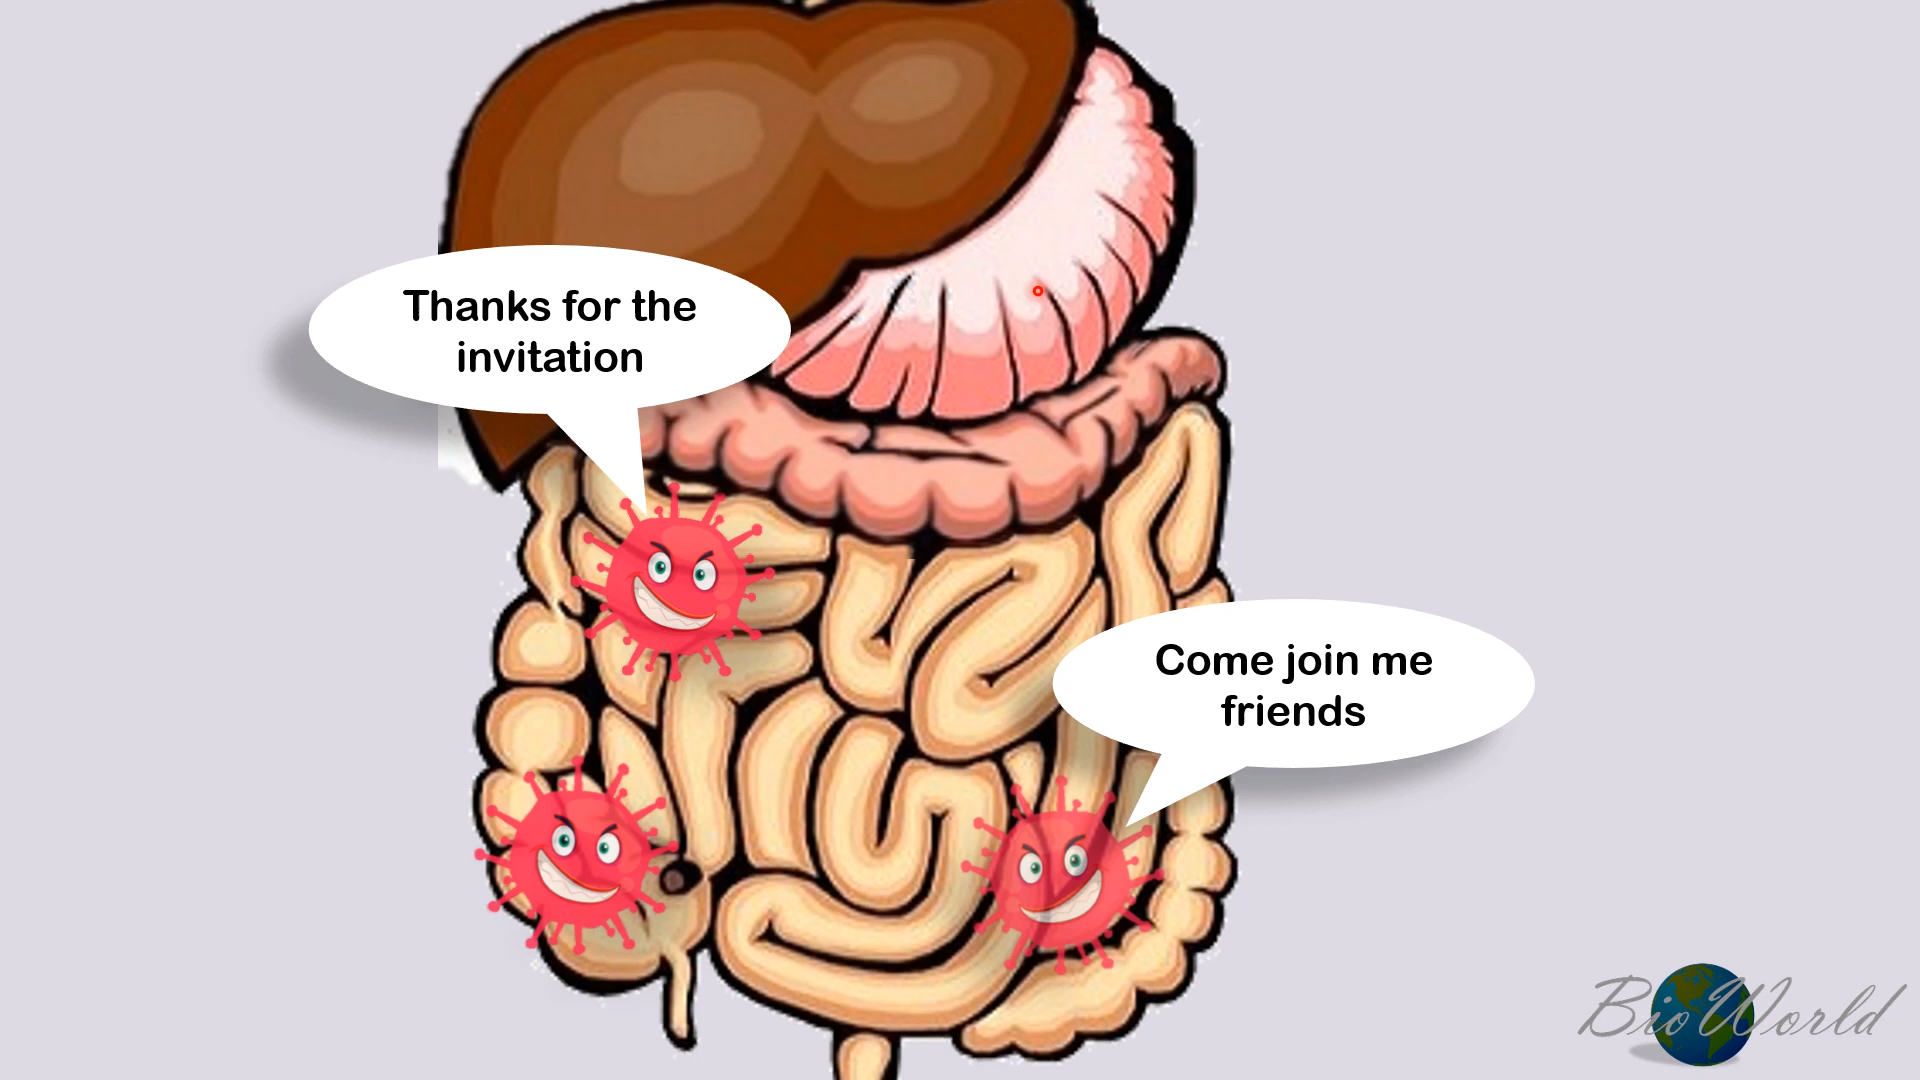 Thanks for the
invitation
Come join me
friends
BioWorld